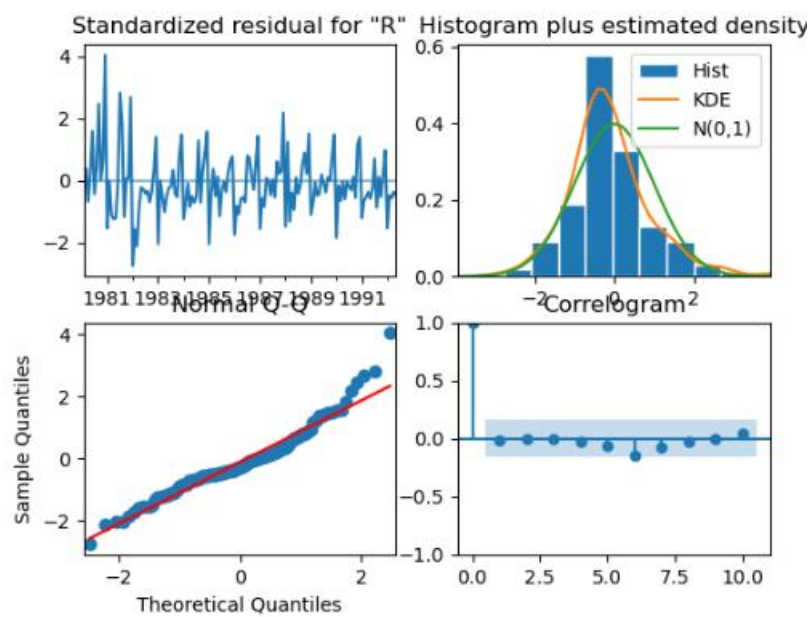 Standardized residual for "R"
4
2
0
−2
1981 1983 1985 1987 1989 1991
Histogram plus estimated density
0.6
0.4
0.2
0.0
Hist
KDE
N(0,1)
−2 0 2
Normal Q-Q
4
2
0
−2
Sample Quantiles
−2 0 2
Theoretical Quantiles
Correlogram
1.0
0.5
0.0
−0.5
−1.0
0.0 2.5 5.0 7.5 10.0